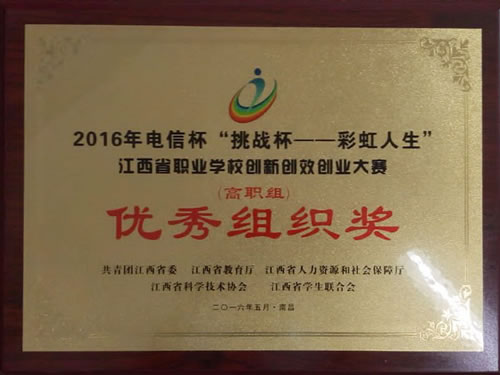 2016年电信杯“挑战杯——彩虹人生”
江西省职业学校创新创效创业大赛
(高职组)
优秀组织奖
共青团江西省委 江西省教育厅 江西省人力资源和社会保障厅
江西省科学技术协会 江西省学生联合会
二〇一六年五月·南昌